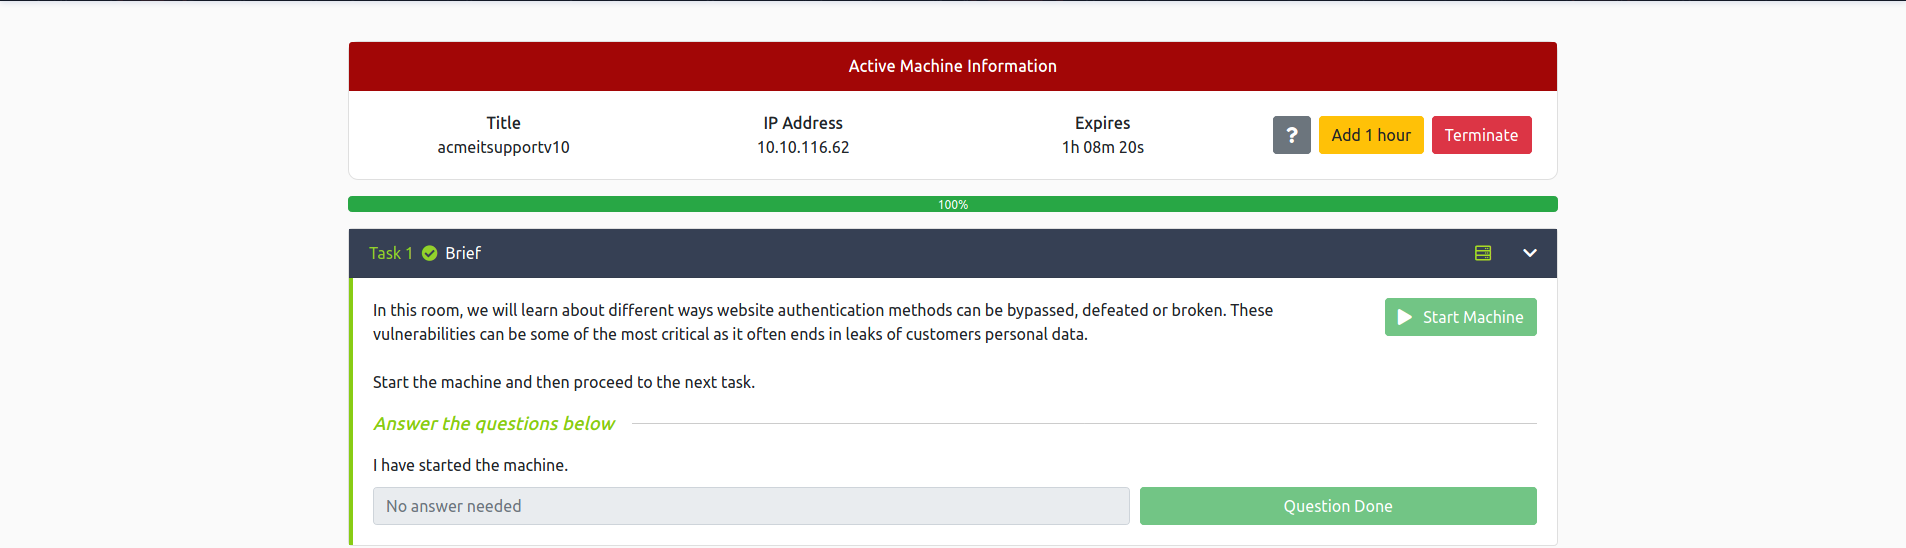 Active Machine Information
Title
IP Address
Expires
acmeitsupportv10
10.10.116.62
1h 08m 20s
?
Add 1 hour
Terminate
100%
Task 1
Brief
In this room, we will learn about different ways website authentication methods can be bypassed, defeated or broken. These
vulnerabilities can be some of the most critical as it often ends in leaks of customers personal data.
Start Machine
Start the machine and then proceed to the next task.
Answer the questions below
I have started the machine.
No answer needed
Question Done